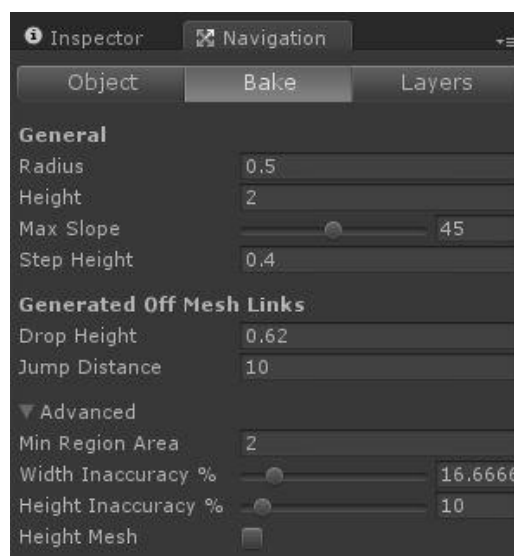 Inspector Navigation
Object Bake Layers
General
Radius 0.5
Height 2
Max Slope 45
Step Height 0.4
Generated Off Mesh Links
Drop Height 0.62
Jump Distance 10
Advanced
Min Region Area 2
Width Inaccuracy % 16.6666
Height Inaccuracy % 10
Height Mesh